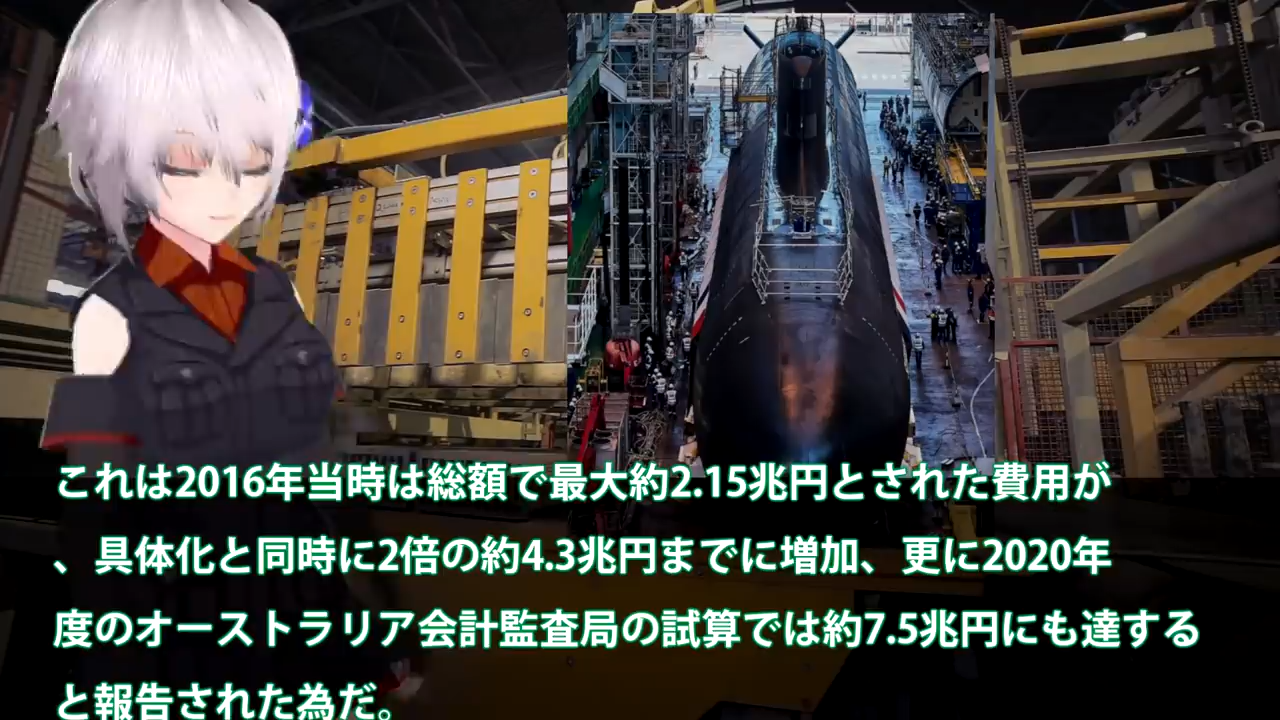 これは2016年当時は総額で最大約2.15兆円とされた費用が
、具体化と同時に2倍の約4.3兆円までに増加、更に2020年
度のオーストラリア会計監査局の試算では約7.5兆円にも達する
と報告された為だ。